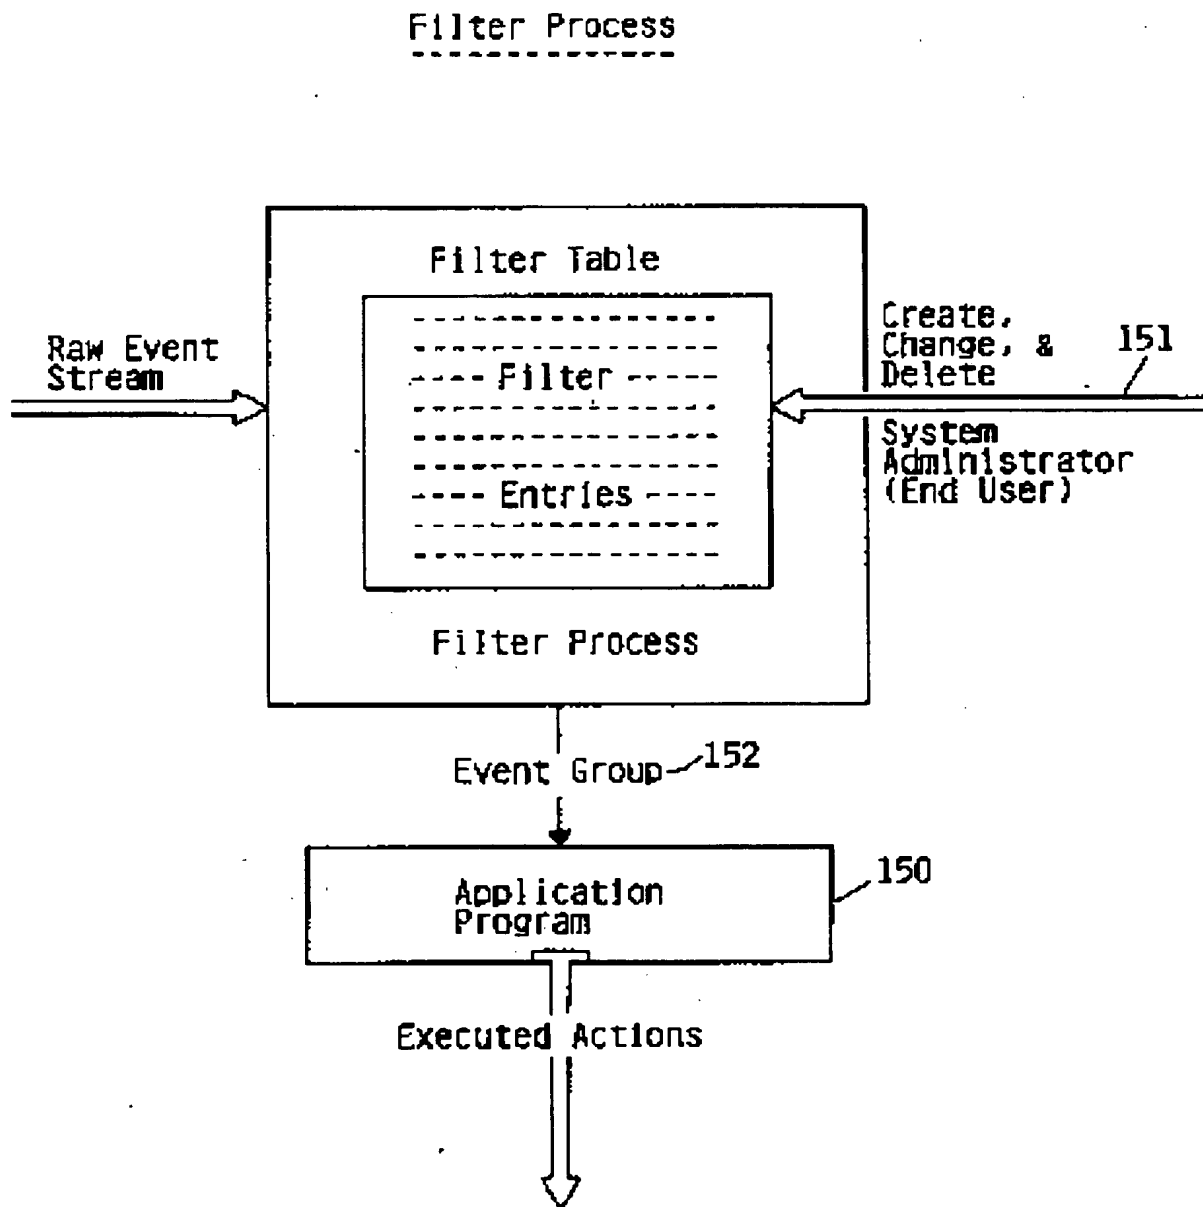 Filter Process
Filter Table
Raw Event
Stream
Filter
Entries
Create,
Change, &
Delete
151
System
Administrator
(End User)
Filter Process
Event Group
152
Application
Program
150
Executed Actions